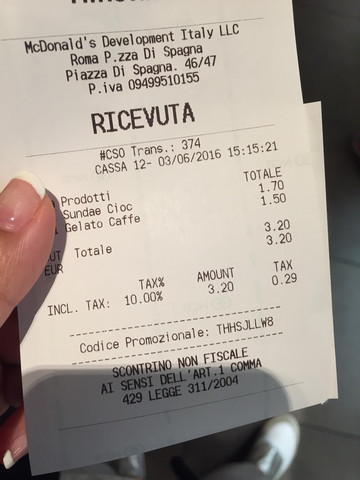 McDonald's Development Italy LLC
Roma P.zza Di Spagna
Piazza Di Spagna. 46/47
P.iva 09499510155
RICEVUTA
#CSO Trans.: 374
CASSA 12- 03/06/2016 15:15:21
Prodotti TOTALE
Sundae Cioc 1.70
Gelato Caffe 1.50
Totale 3.20
EUR 3.20
TAX% AMOUNT TAX
INCL. TAX: 10.00% 3.20 0.29
Codice Promozionale: THHSJLLW8
SCONTRINO NON FISCALE
AI SENSI DELL'ART.1 COMMA
429 LEGGE 311/2004